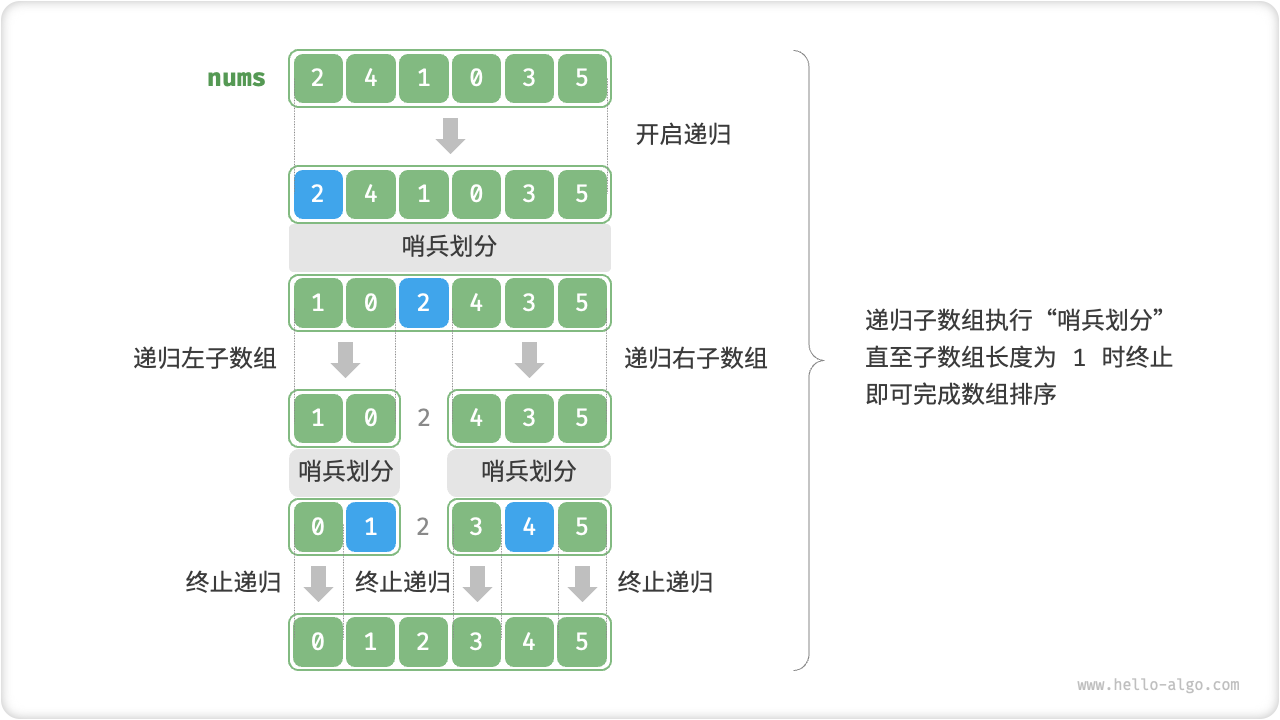 nums 2 4 1 0 3 5
开启递归
2 4 1 0 3 5
哨兵划分
1 0 2 4 3 5
递归左子数组 递归右子数组
1 0 2 4 3 5
哨兵划分 哨兵划分
0 1 2 3 4 5
终止递归 终止递归 终止递归
0 1 2 3 4 5
递归子数组执行“哨兵划分”
直至子数组长度为 1 时终止
即可完成数组排序
www.hello-algo.com